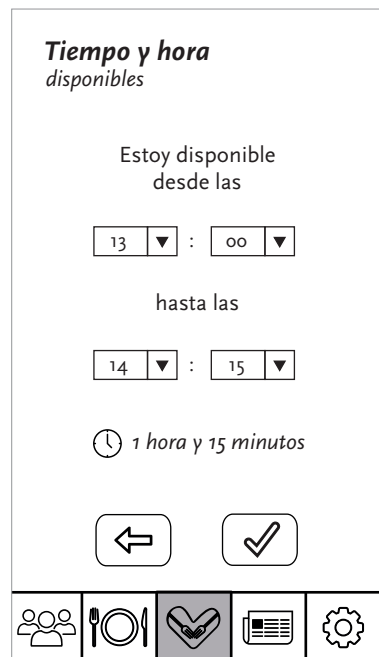 Tiempo y hora
disponibles
Estoy disponible
desde las
13 : 00
hasta las
14 : 15
1 hora y 15 minutos